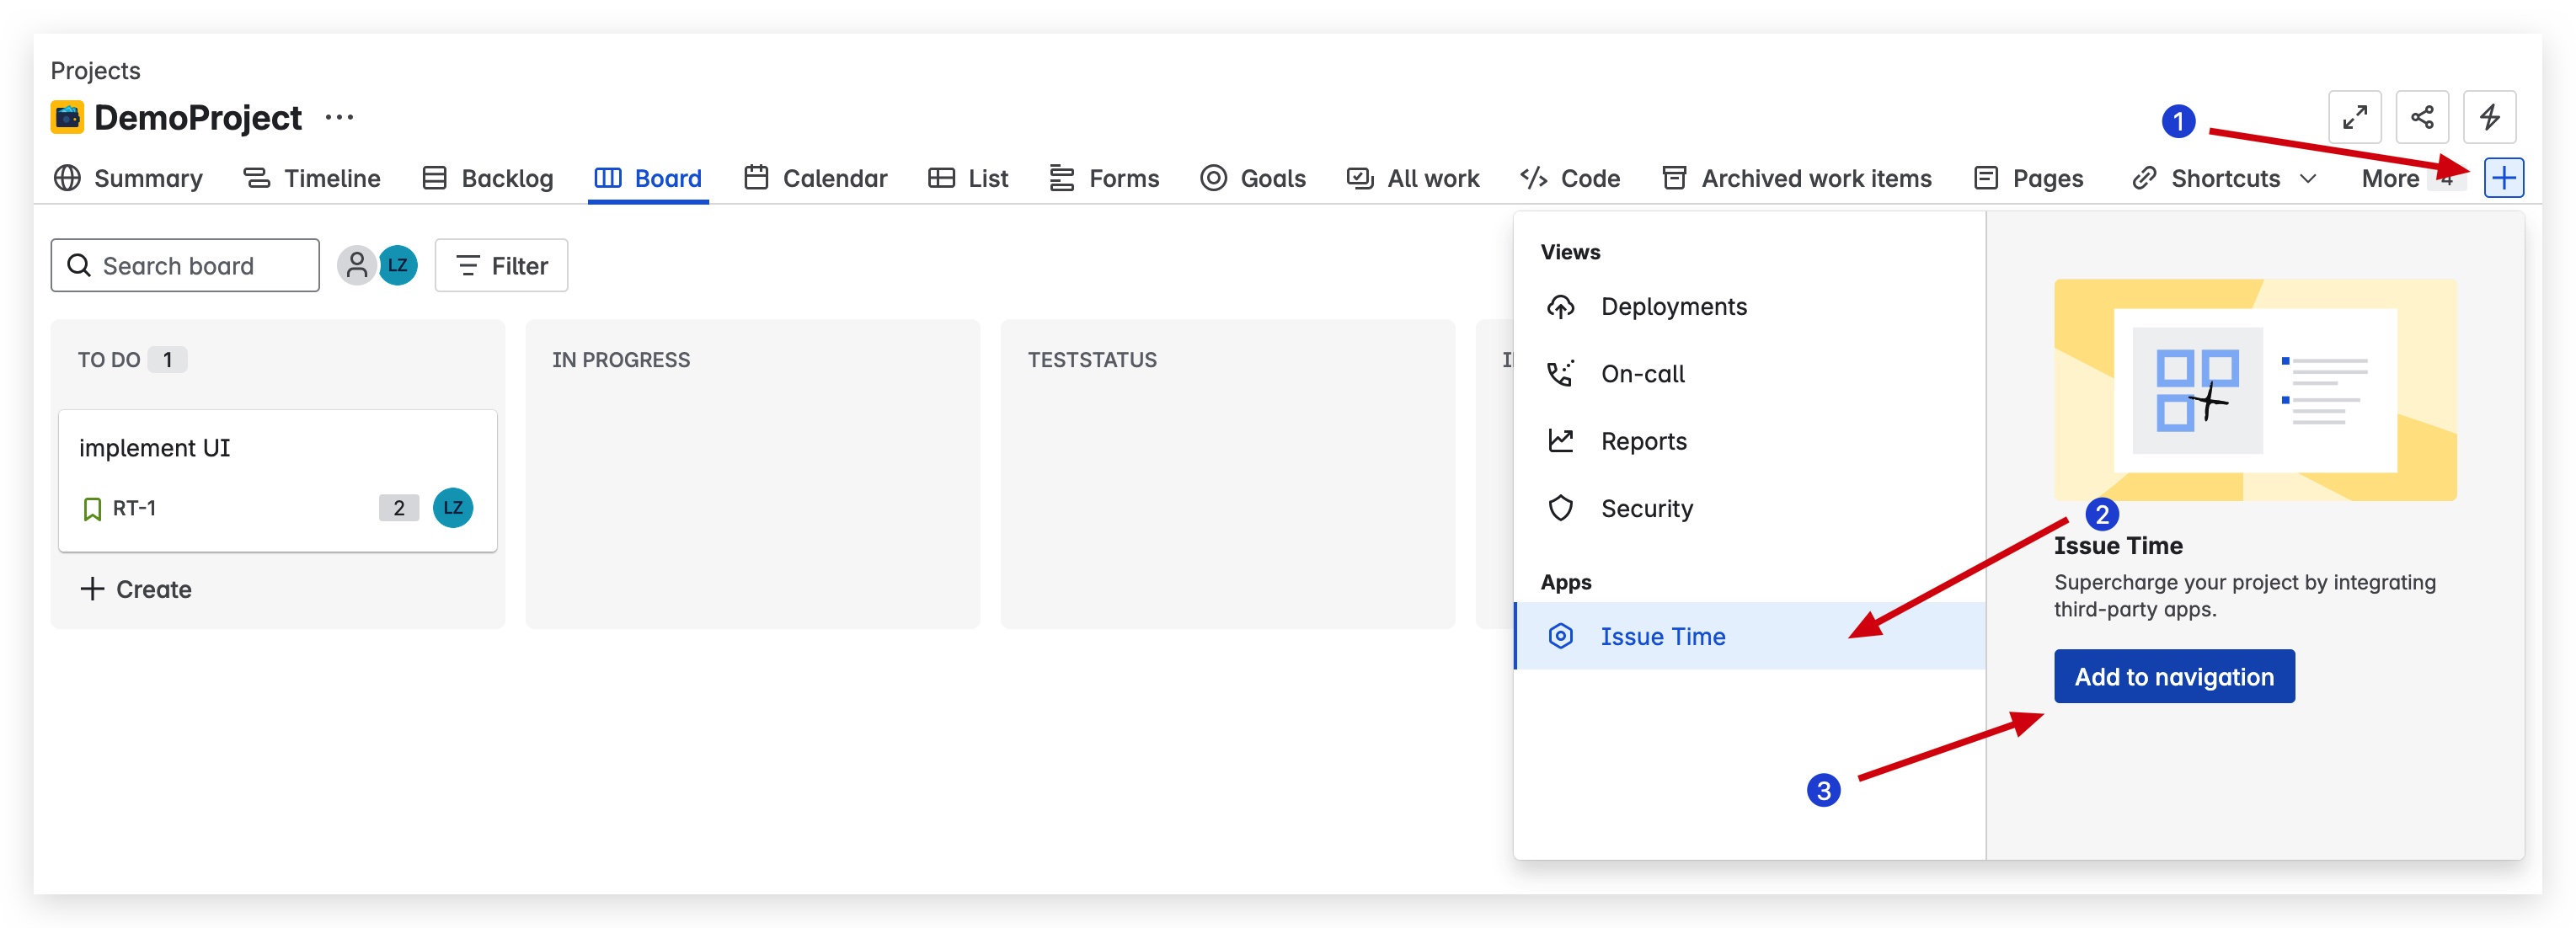 Projects
DemoProject
1
Summary Timeline Backlog Board Calendar List Forms Goals All work Code Archived work items Pages Shortcuts More 4
Search board LZ Filter
TO DO 1 IN PROGRESS TESTSTATUS
implement UI
RT-1 2 LZ
Create
Views
Deployments
On-call
Reports
Security
Apps
Issue Time
2
Issue Time
Supercharge your project by integrating
third-party apps.
Add to navigation
3